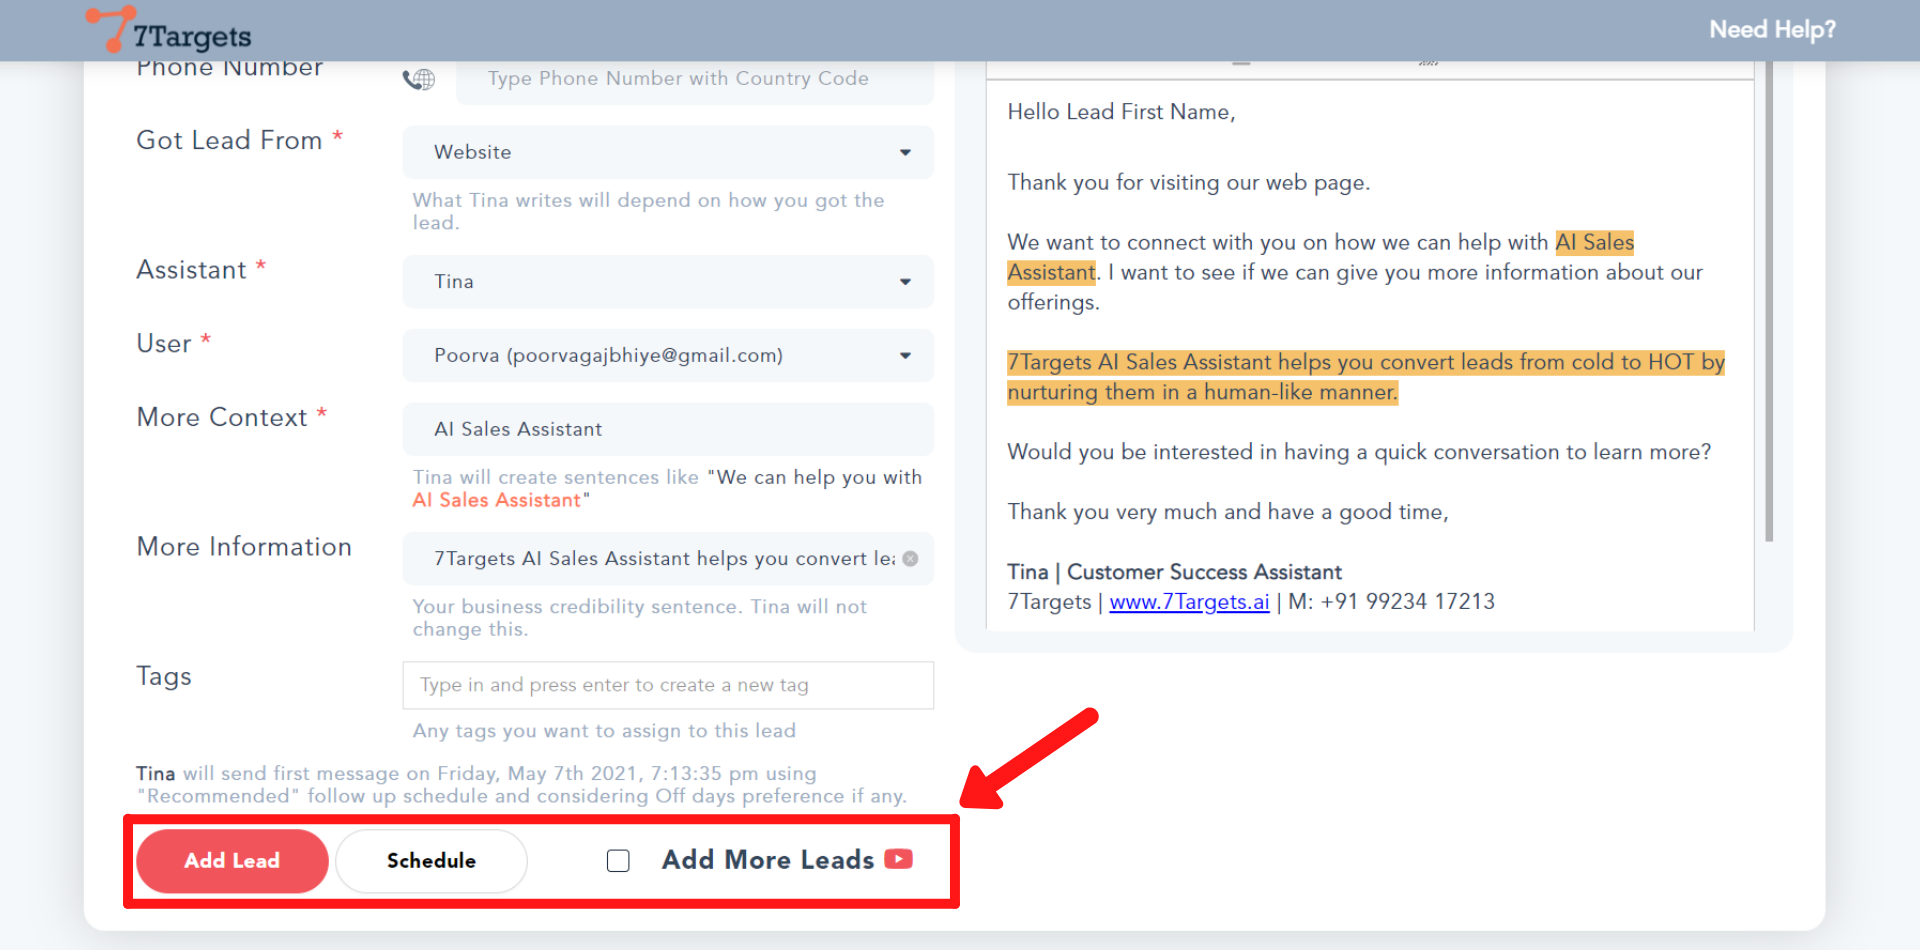 7Targets
Need Help?
Phone Number
Type Phone Number with Country Code
Got Lead From *
Website
What Tina writes will depend on how you got the
lead.
Assistant *
Tina
User *
Poorva (poorvagajbhiye@gmail.com)
More Context *
AI Sales Assistant
Tina will create sentences like "We can help you with
AI Sales Assistant"
More Information
7Targets AI Sales Assistant helps you convert lea
Your business credibility sentence. Tina will not
change this.
Tags
Type in and press enter to create a new tag
Any tags you want to assign to this lead
Tina will send first message on Friday, May 7th 2021, 7:13:35 pm using
"Recommended" follow up schedule and considering Off days preference if any.
Add Lead
Schedule
Add More Leads
Hello Lead First Name,
Thank you for visiting our web page.
We want to connect with you on how we can help with AI Sales
Assistant. I want to see if we can give you more information about our
offerings.
7Targets AI Sales Assistant helps you convert leads from cold to HOT by
nurturing them in a human-like manner.
Would you be interested in having a quick conversation to learn more?
Thank you very much and have a good time,
Tina | Customer Success Assistant
7Targets | www.7Targets.ai | M: +91 99234 17213